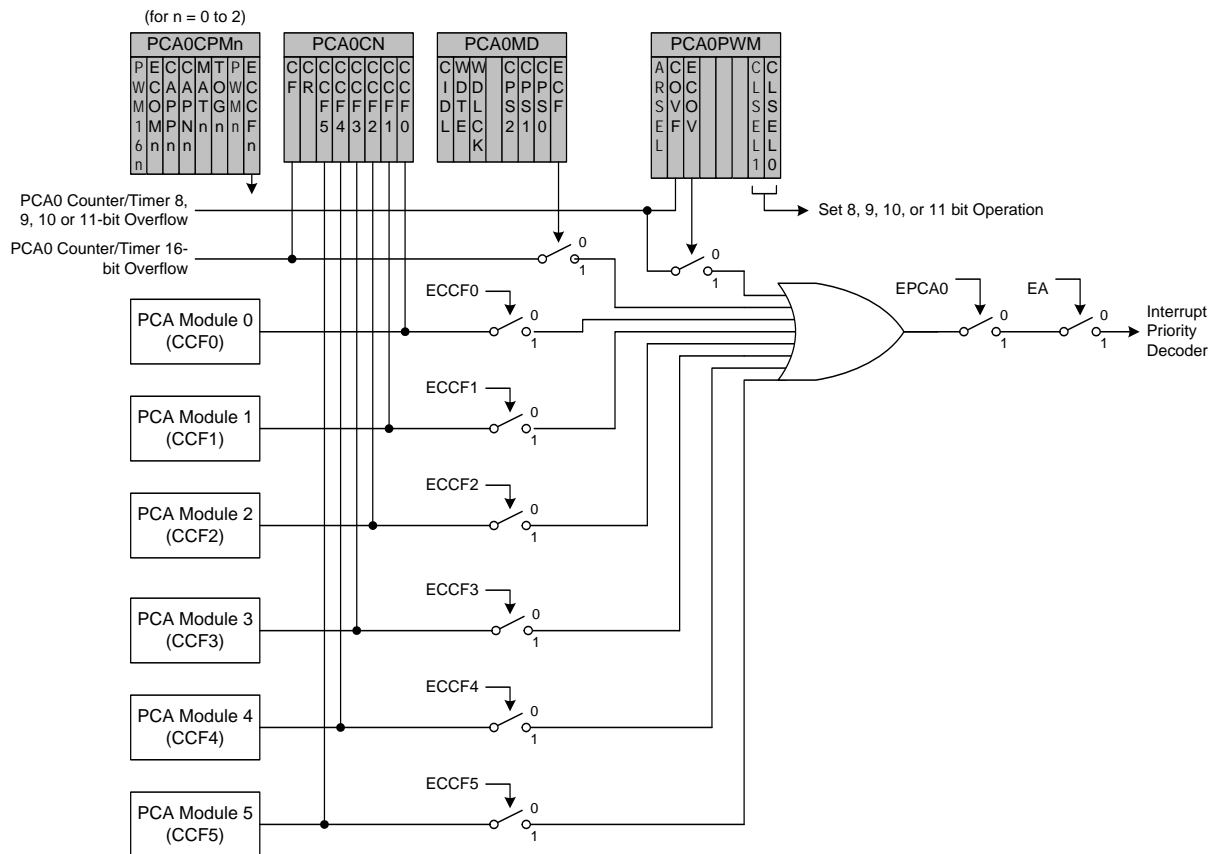 (for n = 0 to 2)
PCA0CPMn
PWM16n
ECOMn
CAPPn
CAPNn
MATn
TOGn
PWMn
ECCFn
PCA0CN
CF
CR
CCF5
CCF4
CCF3
CCF2
CCF1
CCF0
PCA0MD
CIDL
WDTE
WDLCK
CPS2
CPS1
CPS0
ECF
PCA0PWM
ARSEL
COVF
ECOV
CLSEL1
CLSEL0
PCA0 Counter/Timer 8,
9, 10 or 11-bit Overflow
Set 8, 9, 10, or 11 bit Operation
PCA0 Counter/Timer 16-
bit Overflow
0
1
0
1
PCA Module 0
(CCF0)
ECCF0
0
1
EPCA0
0
1
EA
0
1
Interrupt
Priority
Decoder
PCA Module 1
(CCF1)
ECCF1
0
1
PCA Module 2
(CCF2)
ECCF2
0
1
PCA Module 3
(CCF3)
ECCF3
0
1
PCA Module 4
(CCF4)
ECCF4
0
1
PCA Module 5
(CCF5)
ECCF5
0
1